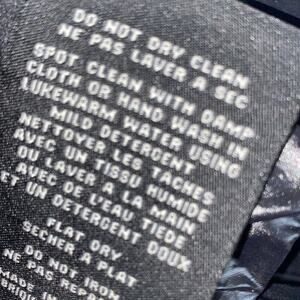 DO NOT DRY CLEAN
NE PAS LAVER A SEC
SPOT CLEAN WITH DAMP
CLOTH OR HAND WASH IN
LUKEWARM WATER USING
MILD DETERGENT
NETTOYER LES TACHES
AVEC UN TISSU HUMIDE
OU LAVER A LA MAIN
AVEC DE L'EAU TIEDE
ET UN DETERGENT DOUX
FLAT DRY
SECHER A PLAT
DO NOT IRON
NE PAS REPA
MADE IN